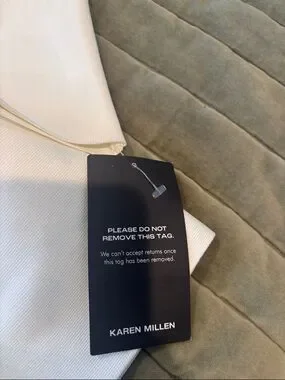 PLEASE DO NOT
REMOVE THIS TAG.
We can't accept returns once
this tag has been removed.
KAREN MILLEN